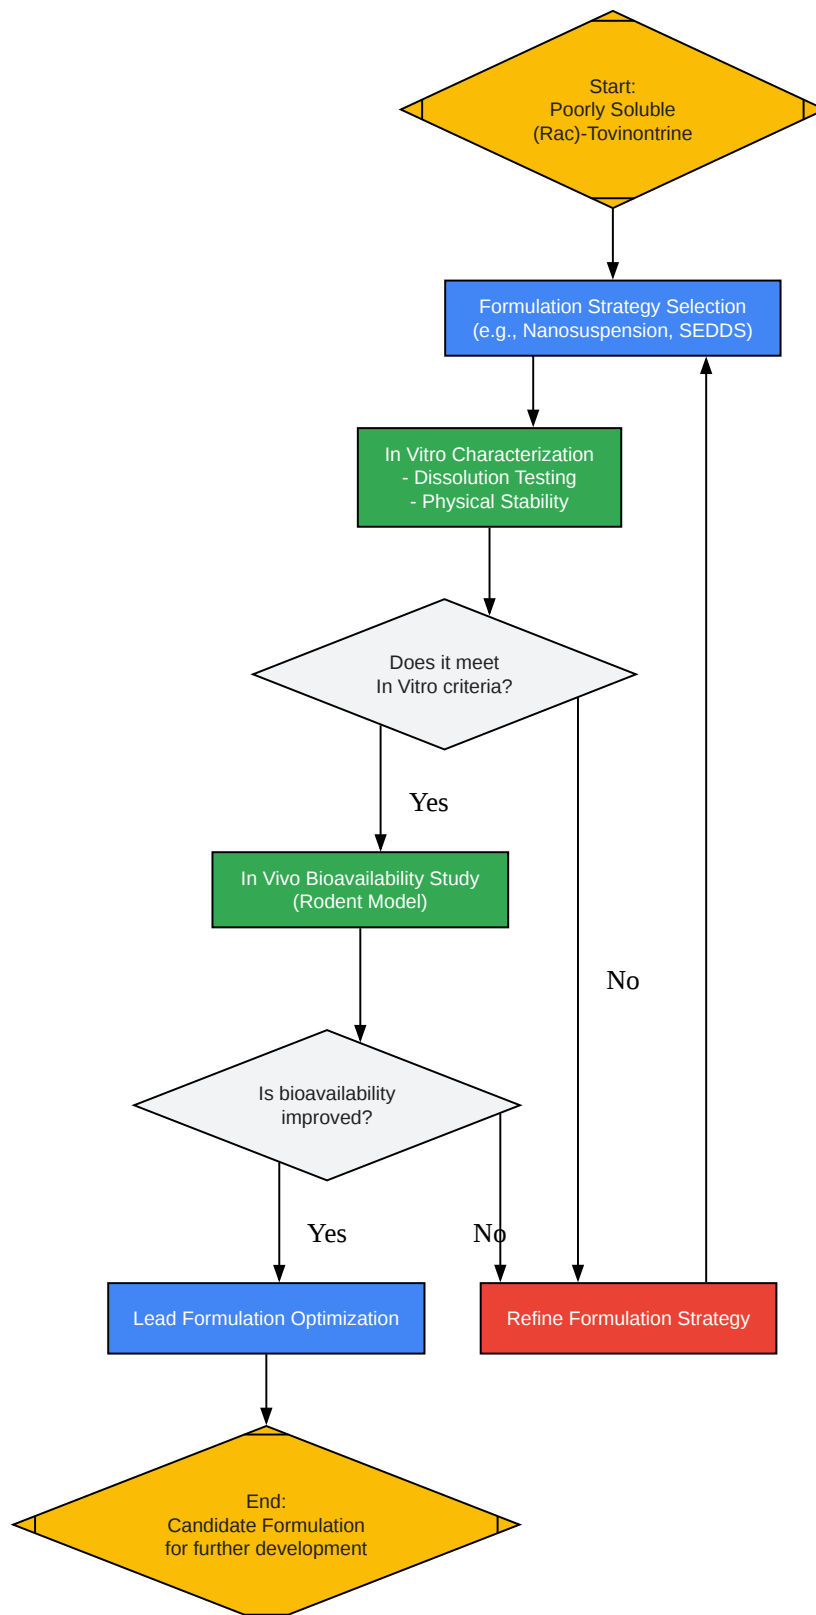 Start:
Poorly Soluble
(Rac)-Tovinontrine
Formulation Strategy Selection
(e.g., Nanosuspension, SEDDS)
In Vitro Characterization
- Dissolution Testing
- Physical Stability
Does it meet
In Vitro criteria?
Yes
In Vivo Bioavailability Study
(Rodent Model)
No
Is bioavailability
improved?
Yes
No
Lead Formulation Optimization
Refine Formulation Strategy
End:
Candidate Formulation
for further development